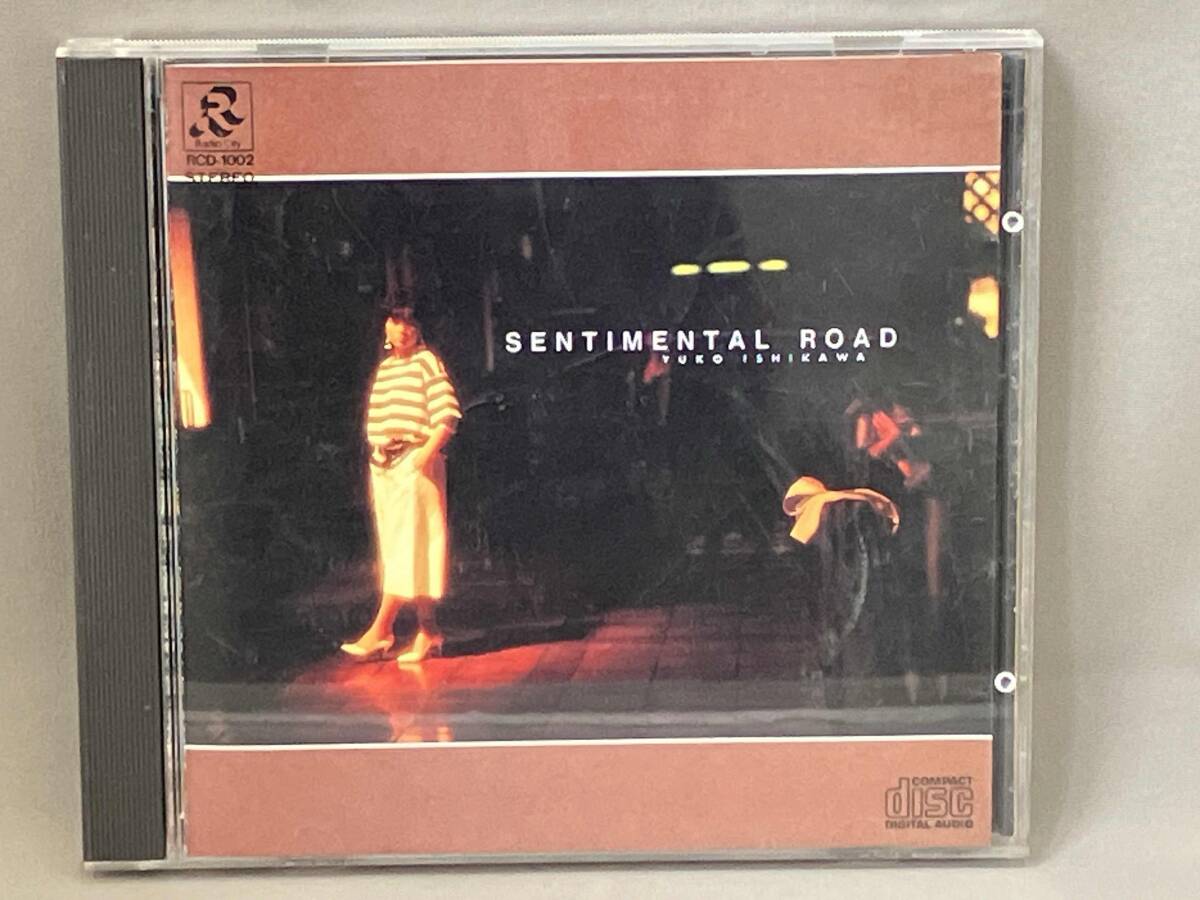 R
Radio City
RCD-1002
STEREO
SENTIMENTAL ROAD
YUKO ISHIKAWA
COMPACT
disc
DIGITAL AUDIO